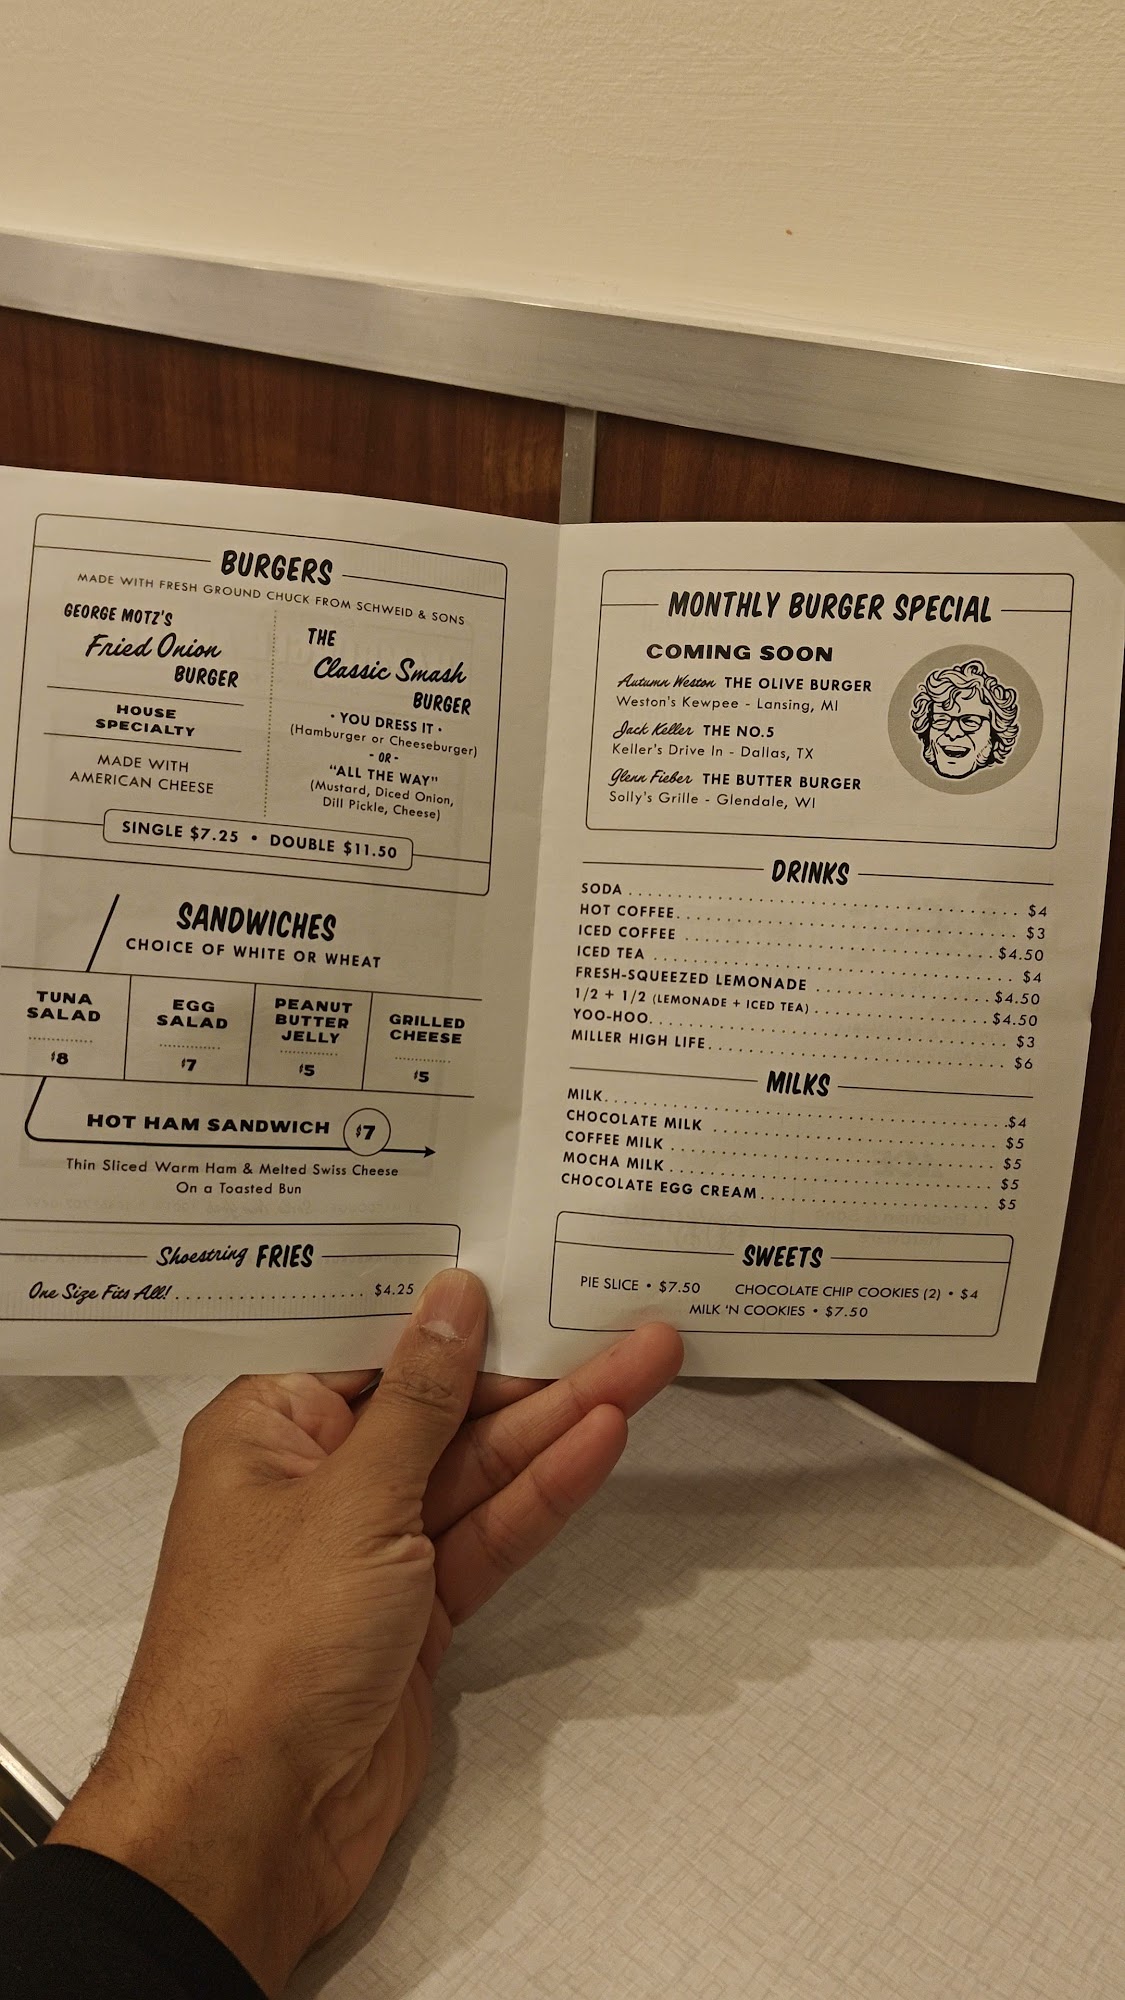 BURGERS
MADE WITH FRESH GROUND CHUCK FROM SCHWEID & SONS
GEORGE MOTZ'S
Fried Onion
BURGER
HOUSE
SPECIALTY
MADE WITH
AMERICAN CHEESE
THE
Classic Smash
BURGER
• YOU DRESS IT •
(Hamburger or Cheeseburger)
- OR -
"ALL THE WAY"
(Mustard, Diced Onion,
Dill Pickle, Cheese)
SINGLE $7.25 • DOUBLE $11.50
SANDWICHES
CHOICE OF WHITE OR WHEAT
TUNA
SALAD
$8
EGG
SALAD
$7
PEANUT
BUTTER
JELLY
$5
GRILLED
CHEESE
$5
HOT HAM SANDWICH $7
Thin Sliced Warm Ham & Melted Swiss Cheese
On a Toasted Bun
Shoestring FRIES
One Size Fits All! $4.25
MONTHLY BURGER SPECIAL
COMING SOON
Autumn Weston THE OLIVE BURGER
Weston's Kewpee - Lansing, MI
Jack Keller THE NO.5
Keller's Drive In - Dallas, TX
Glenn Fieber THE BUTTER BURGER
Solly's Grille - Glendale, WI
DRINKS
SODA $4
HOT COFFEE $3
ICED COFFEE $4.50
ICED TEA $4
FRESH-SQUEEZED LEMONADE $4.50
1/2 + 1/2 (LEMONADE + ICED TEA) $4.50
YOO-HOO $3
MILLER HIGH LIFE $6
MILKS
MILK $4
CHOCOLATE MILK $5
COFFEE MILK $5
MOCHA MILK $5
CHOCOLATE EGG CREAM $5
SWEETS
PIE SLICE • $7.50 CHOCOLATE CHIP COOKIES (2) • $4
MILK 'N COOKIES • $7.50